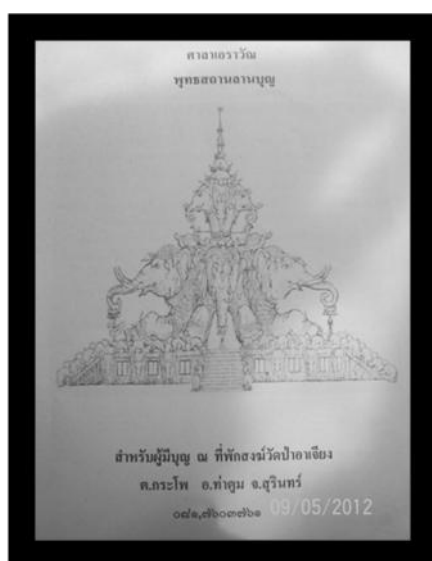 ศาลาเอราวัณ
พุทธสถานลานบุญ
สำหรับผู้มีบุญ ณ ที่พักสงฆ์วัดป่าอาเจียง
ต.กระโพ อ.ท่าตูม จ.สุรินทร์
09/05/2012